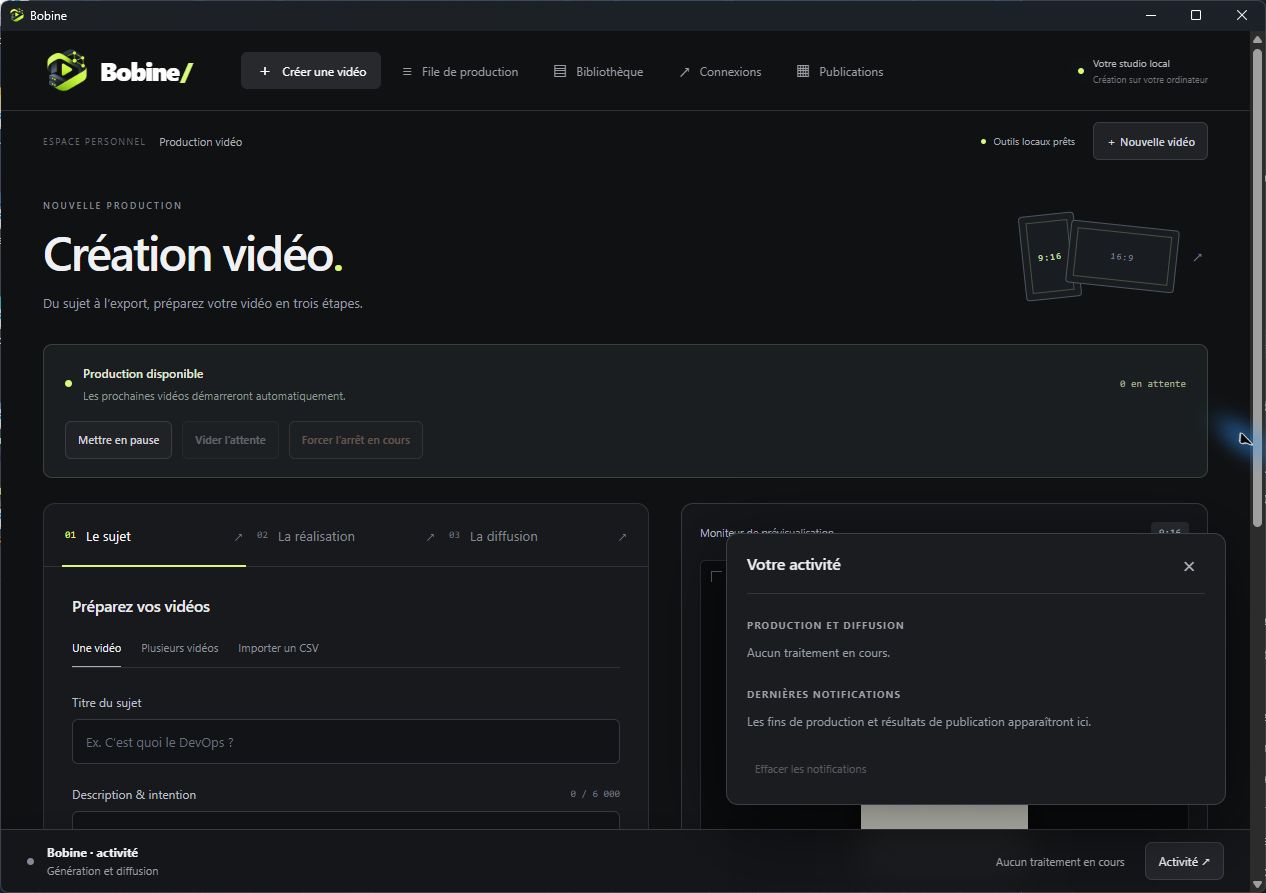 Bobine
Bobine/
+ Créer une vidéo
File de production
Bibliothèque
Connexions
Publications
Votre studio local
Création sur votre ordinateur
ESPACE PERSONNEL Production vidéo
Outils locaux prêts
+ Nouvelle vidéo
NOUVELLE PRODUCTION
Création vidéo.
Du sujet à l'export, préparez votre vidéo en trois étapes.
9:16
16:9
Production disponible
Les prochaines vidéos démarreront automatiquement.
0 en attente
Mettre en pause
Vider l'attente
Forcer l'arrêt en cours
01 Le sujet
02 La réalisation
03 La diffusion
Préparez vos vidéos
Une vidéo
Plusieurs vidéos
Importer un CSV
Titre du sujet
Ex. C'est quoi le DevOps ?
Description & intention
0 / 6 000
Moniteur de prévisualisation
9:16
Votre activité
PRODUCTION ET DIFFUSION
Aucun traitement en cours.
DERNIÈRES NOTIFICATIONS
Les fins de production et résultats de publication apparaîtront ici.
Effacer les notifications
Bobine · activité
Génération et diffusion
Aucun traitement en cours
Activité ↗